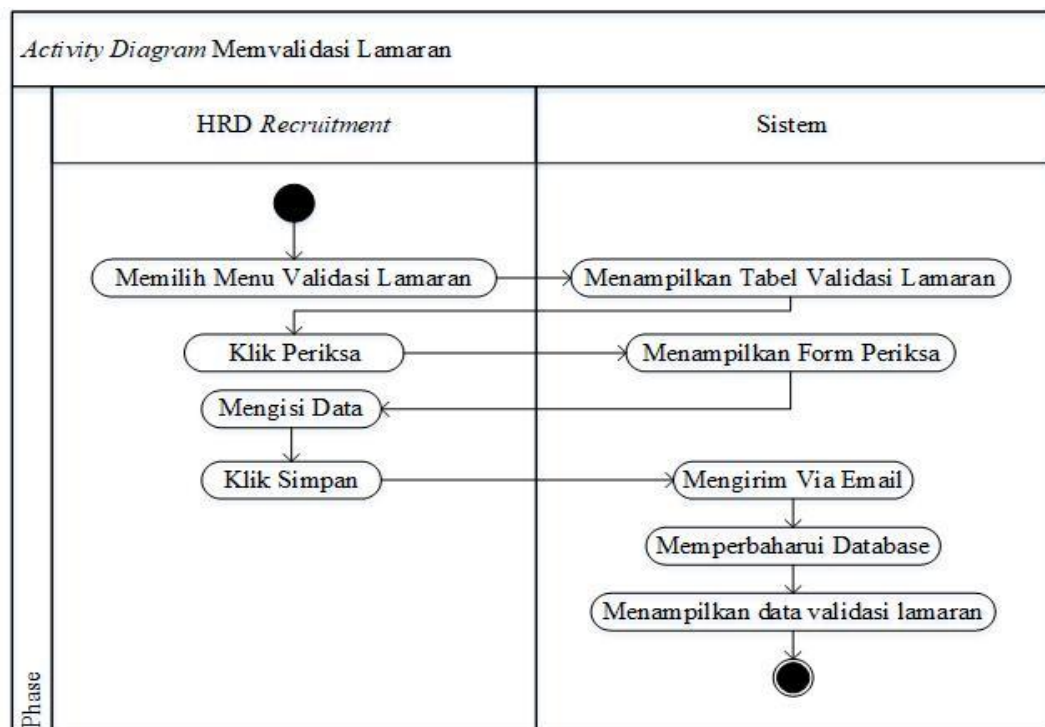 Activity Diagram Memvalidasi Lamaran
HRD Recruitment
Sistem
Memilih Menu Validasi Lamaran
Menampilkan Tabel Validasi Lamaran
Klik Periksa
Menampilkan Form Periksa
Mengisi Data
Klik Simpan
Mengirim Via Email
Memperbaharui Database
Menampilkan data validasi lamaran
Phase